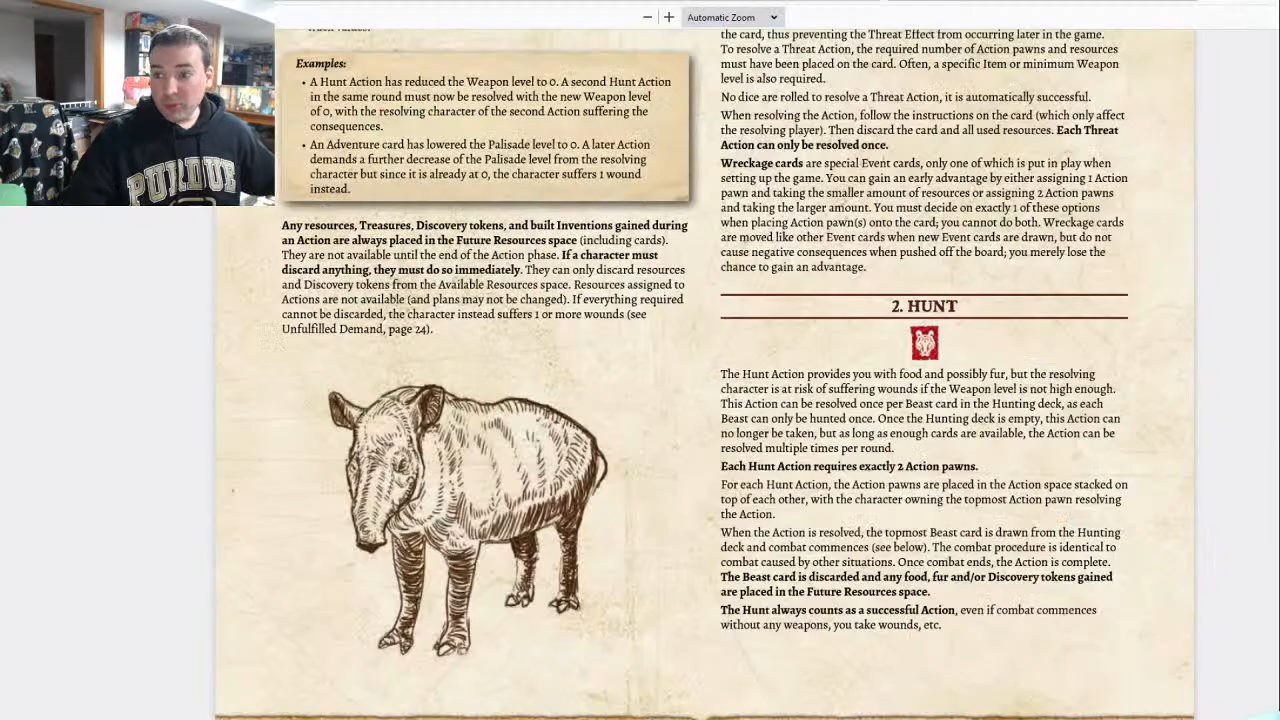 Automatic Zoom
Examples:
• A Hunt Action has reduced the Weapon level to 0. A second Hunt Action
in the same round must now be resolved with the new Weapon level
of 0, with the resolving character of the second Action suffering the
consequences.
• An Adventure card has lowered the Palisade level to 0. A later Action
demands a further decrease of the Palisade level from the resolving
character but since it is already at 0, the character suffers 1 wound
instead.
PURDUE
Any resources, Treasures, Discovery tokens, and built Inventions gained during
an Action are always placed in the Future Resources space (including cards).
They are not available until the end of the Action phase. If a character must
discard anything, they must do so immediately. They can only discard resources
and Discovery tokens from the Available Resources space. Resources assigned to
Actions are not available (and plans may not be changed). If everything required
cannot be discarded, the character instead suffers 1 or more wounds (see
Unfulfilled Demand, page 24).
the card, thus preventing the Threat Effect from occurring later in the game.
To resolve a Threat Action, the required number of Action pawns and resources
must have been placed on the card. Often, a specific Item or minimum Weapon
level is also required.
No dice are rolled to resolve a Threat Action, it is automatically successful.
When resolving the Action, follow the instructions on the card (which only affect
the resolving player). Then discard the card and all used resources. Each Threat
Action can only be resolved once.
Wreckage cards are special Event cards, only one of which is put in play when
setting up the game. You can gain an early advantage by either assigning 1 Action
pawn and taking the smaller amount of resources or assigning 2 Action pawns
and taking the larger amount. You must decide on exactly 1 of these options
when placing Action pawn(s) onto the card; you cannot do both. Wreckage cards
are moved like other Event cards when new Event cards are drawn, but do not
cause negative consequences when pushed off the board; you merely lose the
chance to gain an advantage.
2. HUNT
The Hunt Action provides you with food and possibly fur, but the resolving
character is at risk of suffering wounds if the Weapon level is not high enough.
This Action can be resolved once per Beast card in the Hunting deck, as each
Beast can only be hunted once. Once the Hunting deck is empty, this Action can
no longer be taken, but as long as enough cards are available, the Action can be
resolved multiple times per round.
Each Hunt Action requires exactly 2 Action pawns.
For each Hunt Action, the Action pawns are placed in the Action space stacked on
top of each other, with the character owning the topmost Action pawn resolving
the Action.
When the Action is resolved, the topmost Beast card is drawn from the Hunting
deck and combat commences (see below). The combat procedure is identical to
combat caused by other situations. Once combat ends, the Action is complete.
The Beast card is discarded and any food, fur and/or Discovery tokens gained
are placed in the Future Resources space.
The Hunt always counts as a successful Action, even if combat commences
without any weapons, you take wounds, etc.